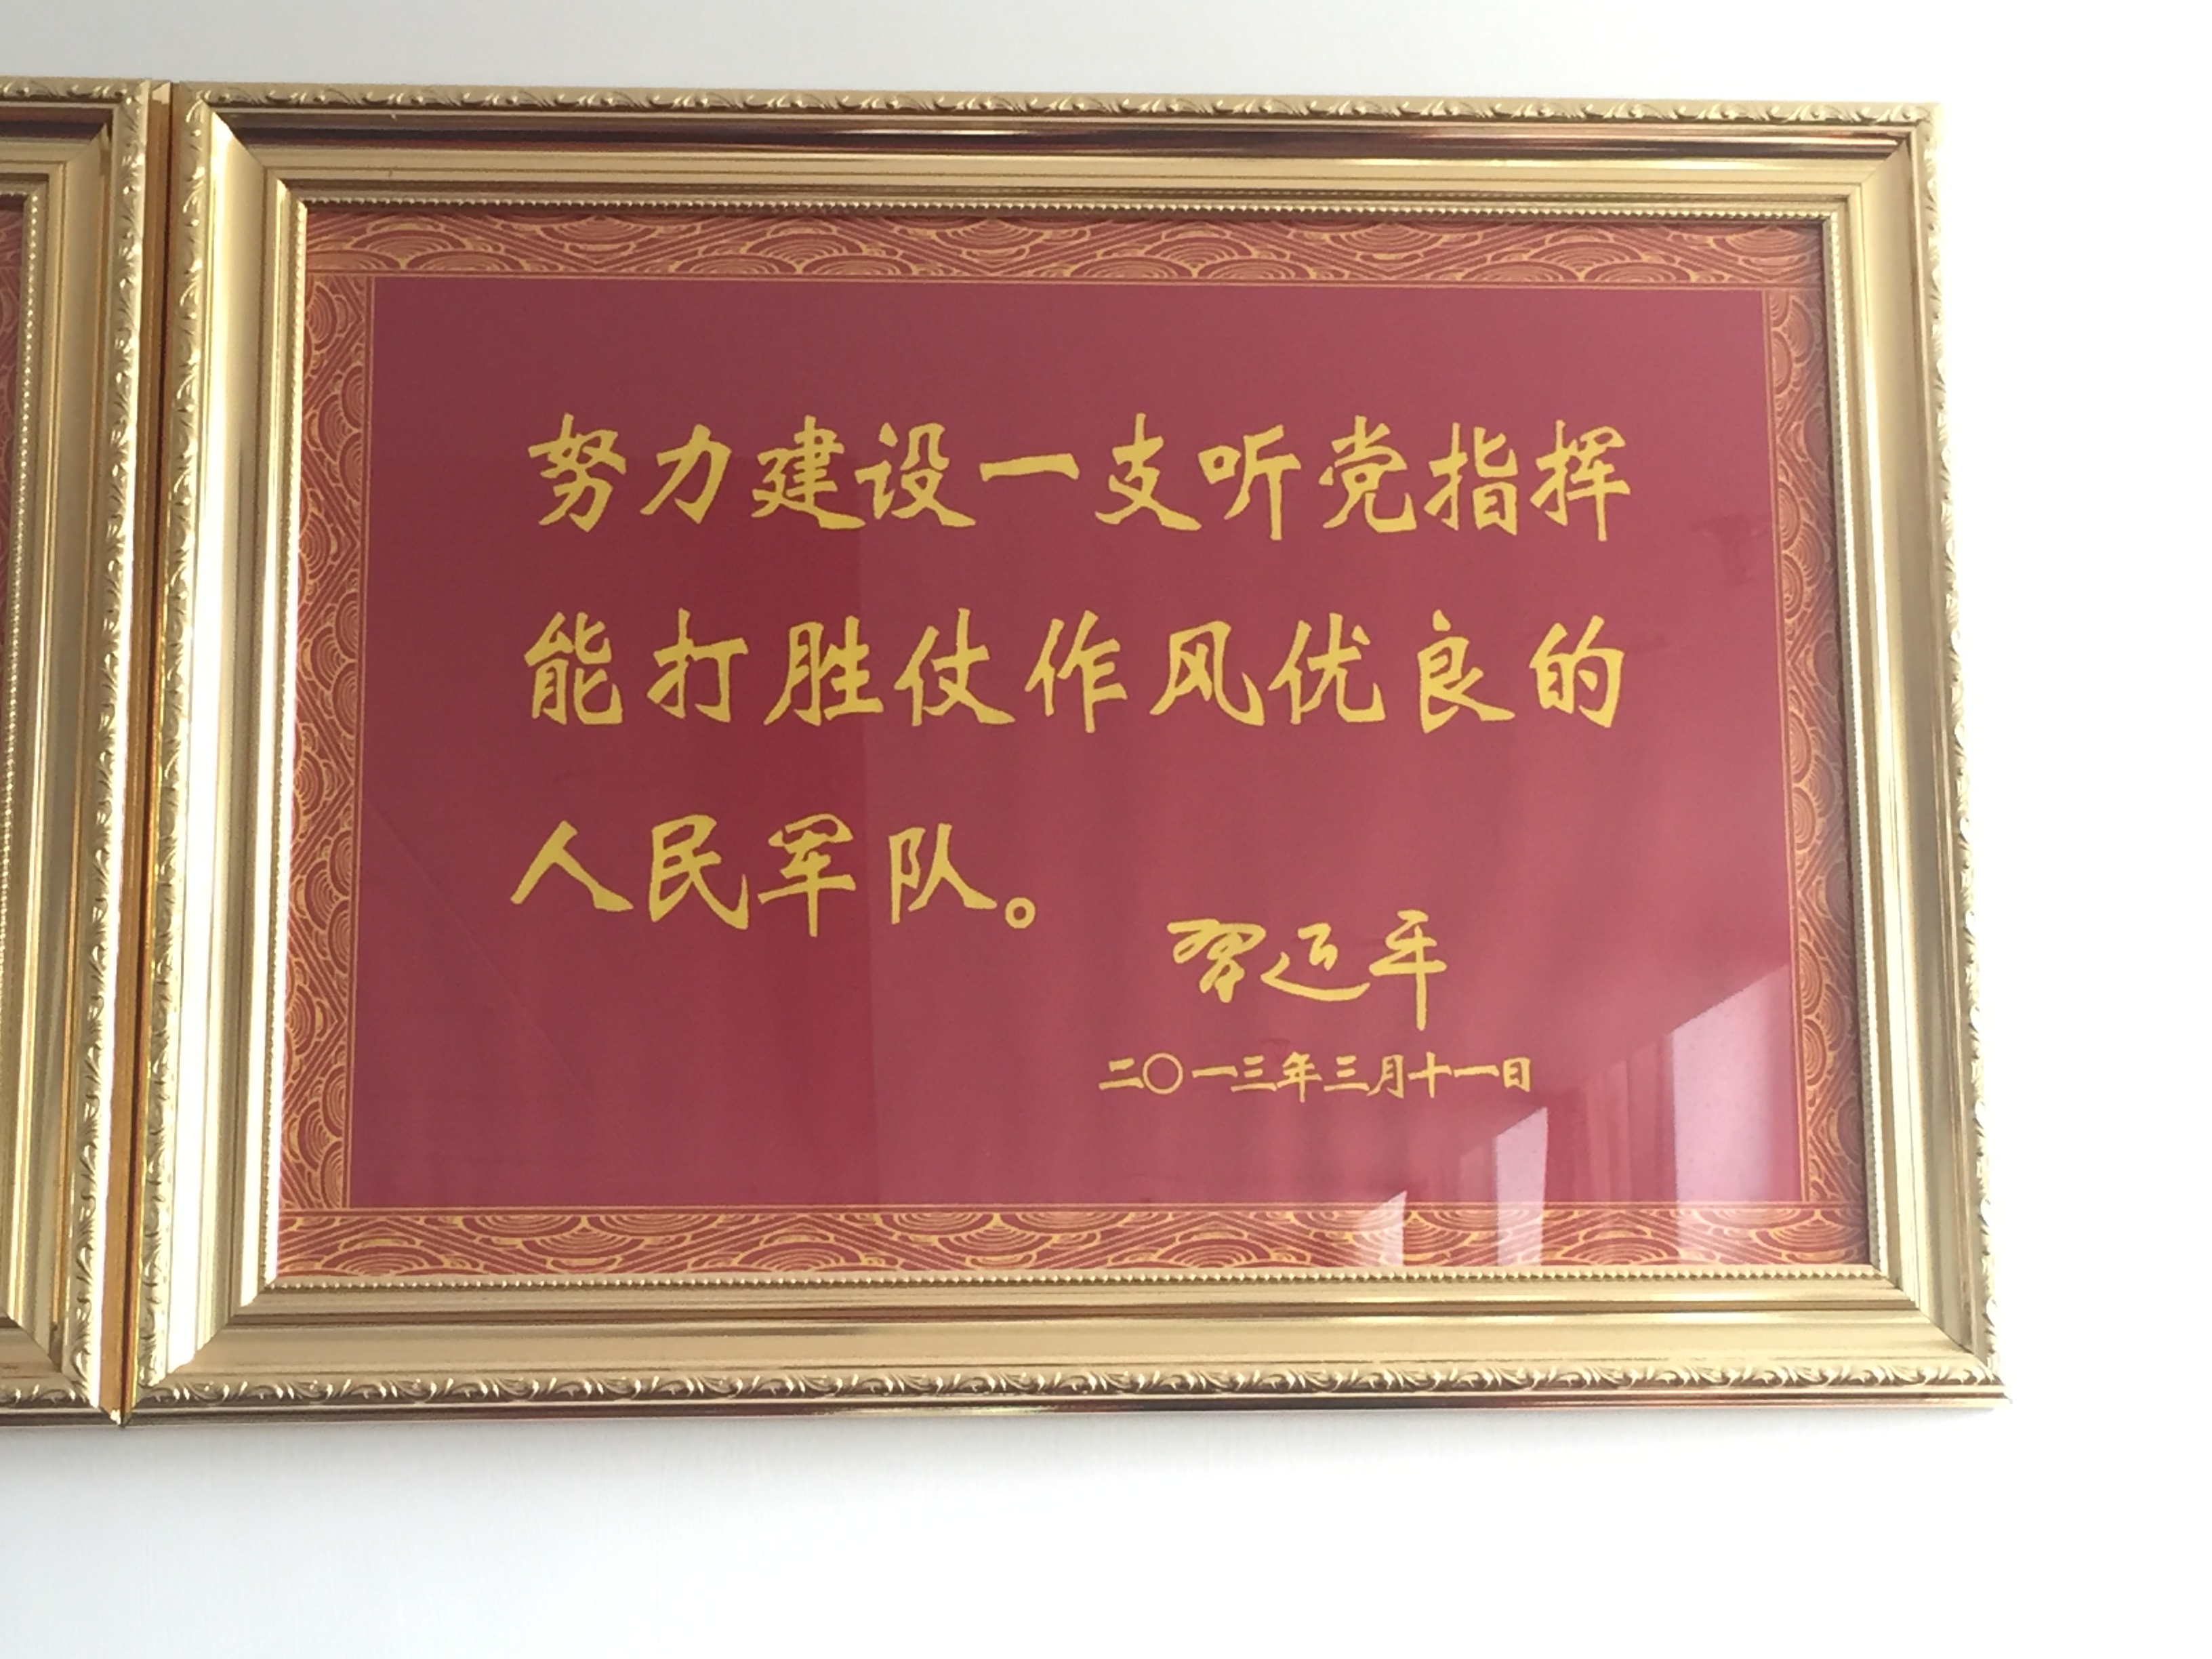 努力建设一支听党指挥
能打胜仗作风优良的
人民军队。
习近平
二〇一三年三月十一日